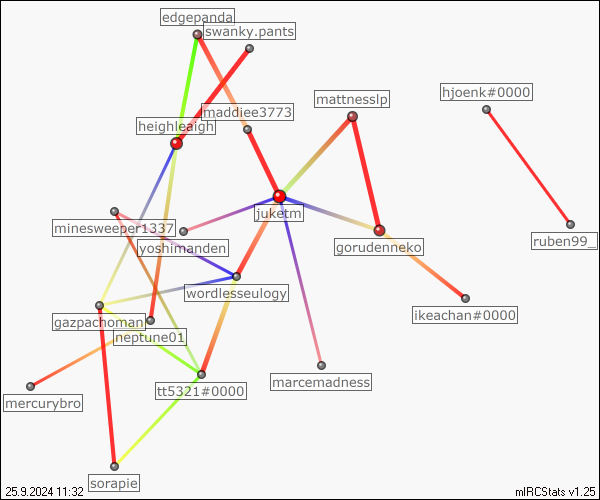 edgepanda
swanky.pants
hjoenk#0000
mattnesslp
maddiee3773
heighleaigh
juketm
minesweeper1337
yoshimanden
gorudenneko
ruben99_
wordlesseulogy
ikeachan#0000
gazpachoman
neptune01
marcemadness
tt5321#0000
mercurybro
sorapie
25.9.2024 11:32
mIRCStats v1.25